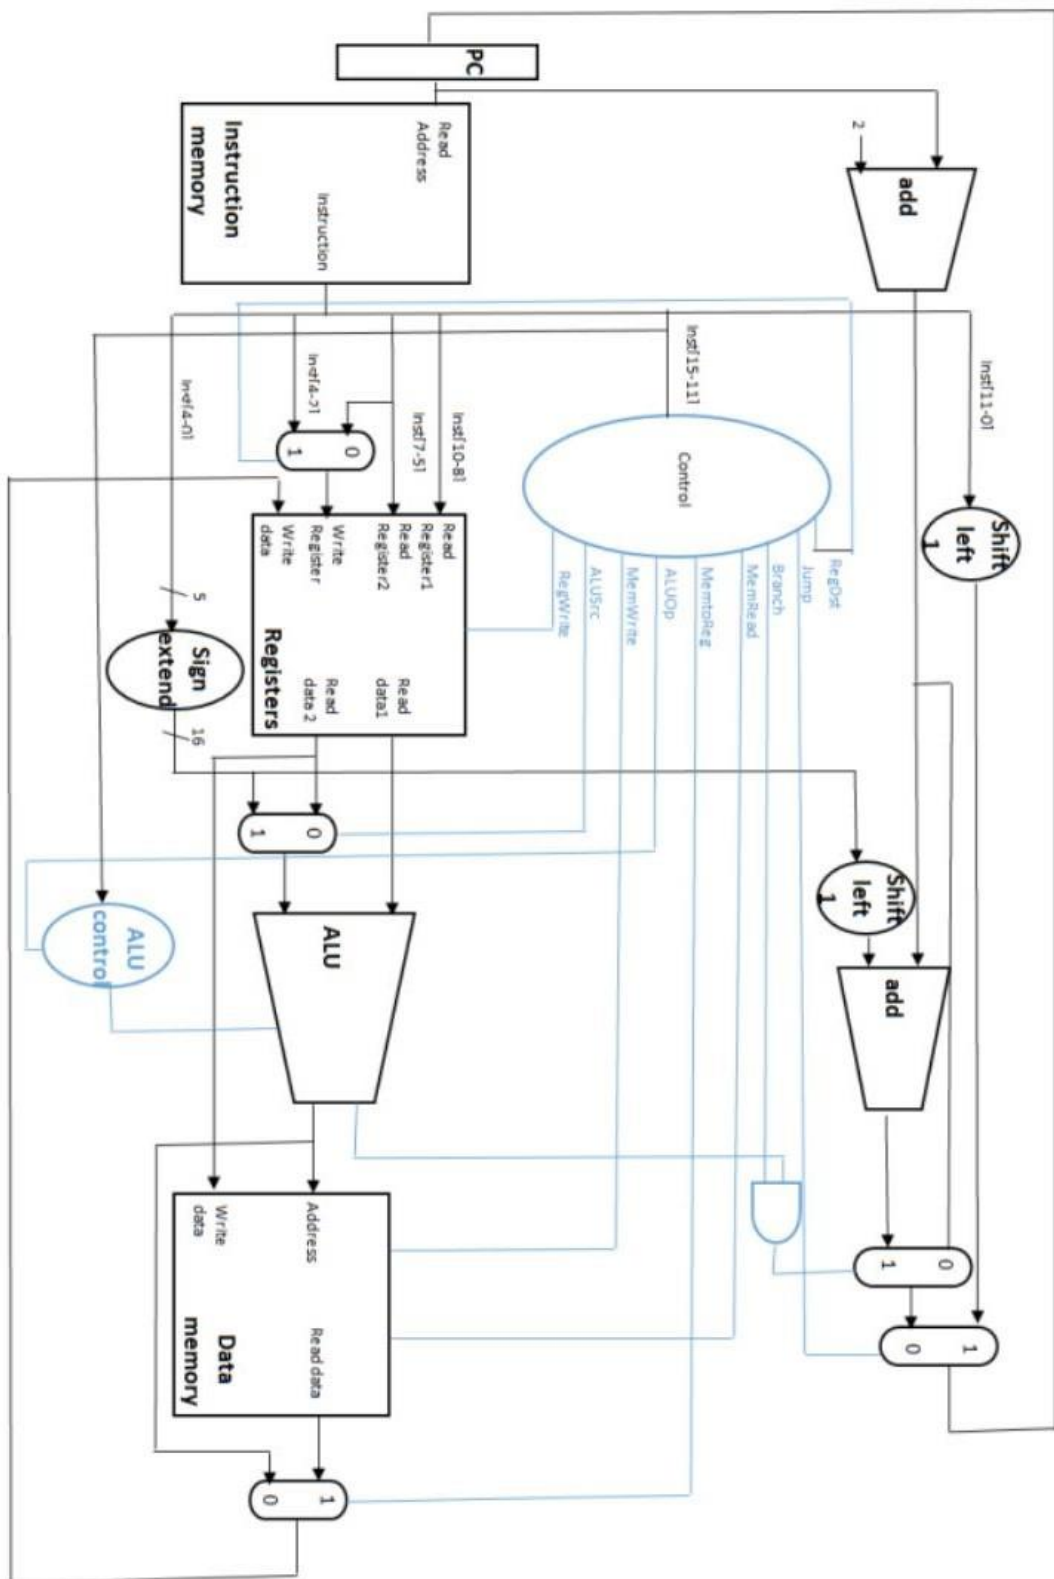 PC
Read
Address
Instruction
Instruction
memory
2
add
Inst[15-11]
Inst[11-0]
Inst[10-8]
Inst[7-5]
Inst[4-2]
Inst[4-0]
0
1
Control
RegDst
Jump
Branch
MemRead
MemtoReg
ALUOp
MemWrite
ALUSrc
RegWrite
Shift
left
1
Read
Register1
Read
Register2
Write
Register
Write
data
Read
data1
Read
data 2
Registers
5
Sign
extend
16
0
1
ALU
ALU
control
Shift
left
1
add
Address
Write
data
Read data
Data
memory
0
1
1
0
1
0